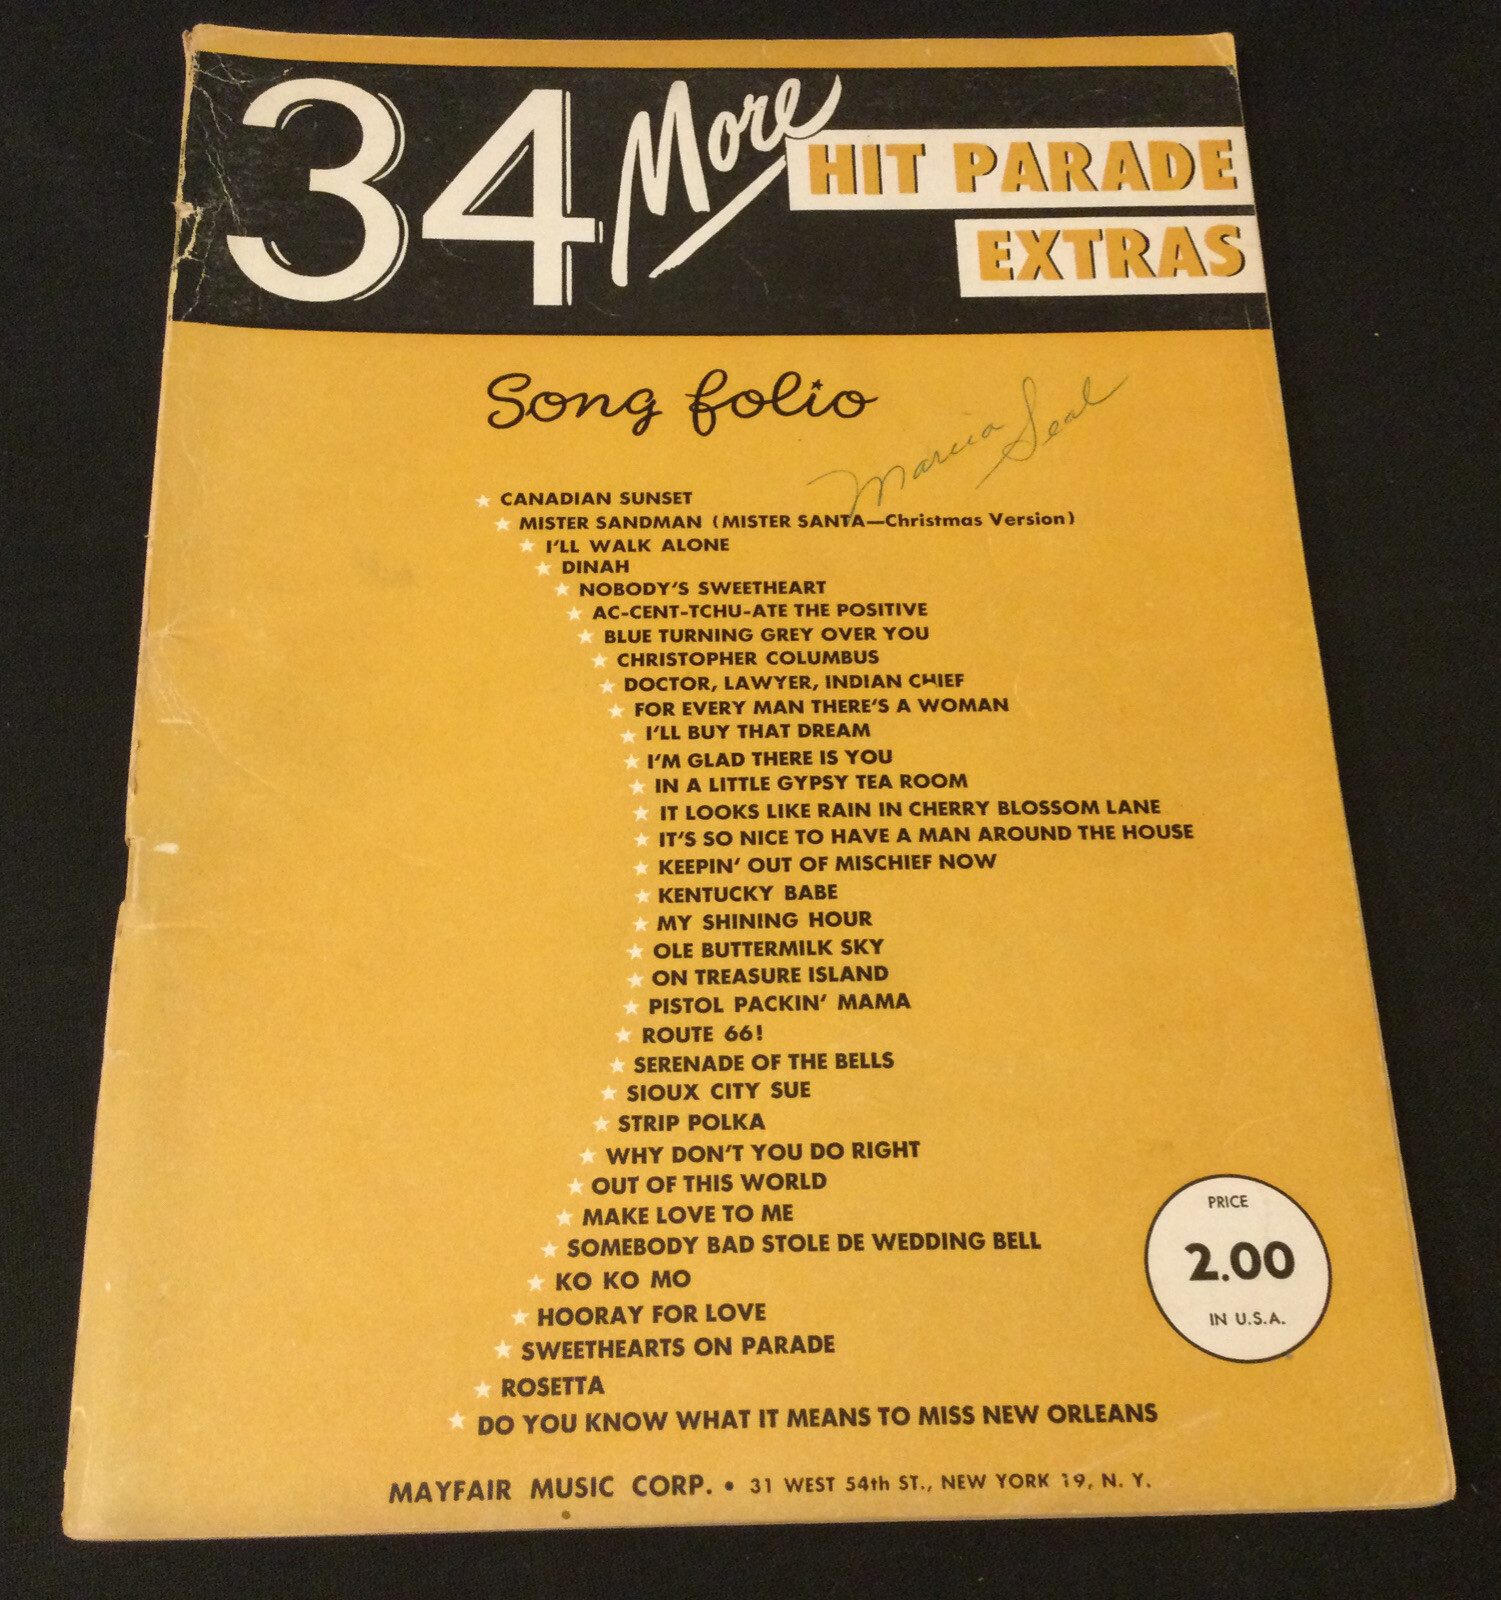 34 More HIT PARADE
EXTRAS
Song folio
Marcia Seal
CANADIAN SUNSET
MISTER SANDMAN (MISTER SANTA—Christmas Version)
I'LL WALK ALONE
DINAH
NOBODY'S SWEETHEART
AC-CENT-TCHU-ATE THE POSITIVE
BLUE TURNING GREY OVER YOU
CHRISTOPHER COLUMBUS
DOCTOR, LAWYER, INDIAN CHIEF
FOR EVERY MAN THERE'S A WOMAN
I'LL BUY THAT DREAM
I'M GLAD THERE IS YOU
IN A LITTLE GYPSY TEA ROOM
IT LOOKS LIKE RAIN IN CHERRY BLOSSOM LANE
IT'S SO NICE TO HAVE A MAN AROUND THE HOUSE
KEEPIN' OUT OF MISCHIEF NOW
KENTUCKY BABE
MY SHINING HOUR
OLE BUTTERMILK SKY
ON TREASURE ISLAND
PISTOL PACKIN' MAMA
ROUTE 66!
SERENADE OF THE BELLS
SIOUX CITY SUE
STRIP POLKA
WHY DON'T YOU DO RIGHT
OUT OF THIS WORLD
MAKE LOVE TO ME
SOMEBODY BAD STOLE DE WEDDING BELL
KO KO MO
HOORAY FOR LOVE
SWEETHEARTS ON PARADE
ROSETTA
DO YOU KNOW WHAT IT MEANS TO MISS NEW ORLEANS
PRICE
2.00
IN U.S.A.
MAYFAIR MUSIC CORP. • 31 WEST 54th ST., NEW YORK 19, N. Y.